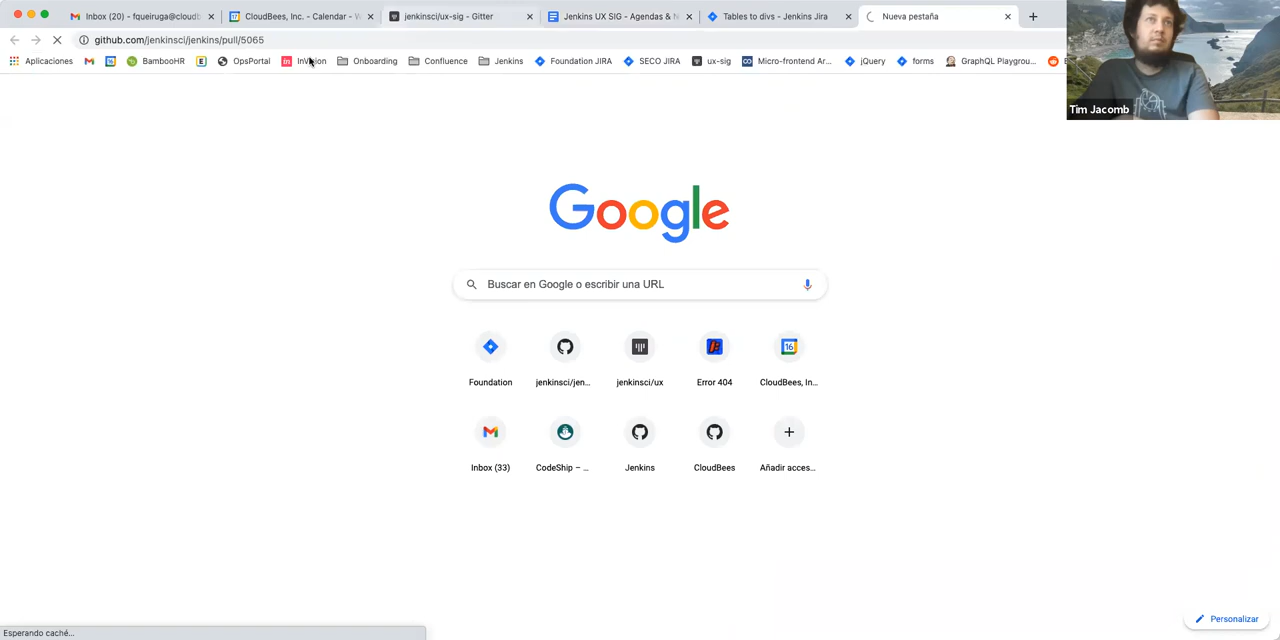 Inbox (20) - fqueiruga@cloudb
CloudBees, Inc. - Calendar - W
jenkinsci/ux-sig - Gitter
Jenkins UX SIG - Agendas & N
Tables to divs - Jenkins Jira
Nueva pestaña
github.com/jenkinsci/jenkins/pull/5065
Aplicaciones
BambooHR
OpsPortal
InVision
Onboarding
Confluence
Jenkins
Foundation JIRA
SECO JIRA
ux-sig
Micro-frontend Ar...
jQuery
forms
GraphQL Playgrou...
Tim Jacomb
Google
Buscar en Google o escribir una URL
Foundation
jenkinsci/jen...
jenkinsci/ux
Error 404
16
CloudBees, In...
Inbox (33)
CodeShip – ...
Jenkins
CloudBees
Añadir acces...
Personalizar
Esperando caché...